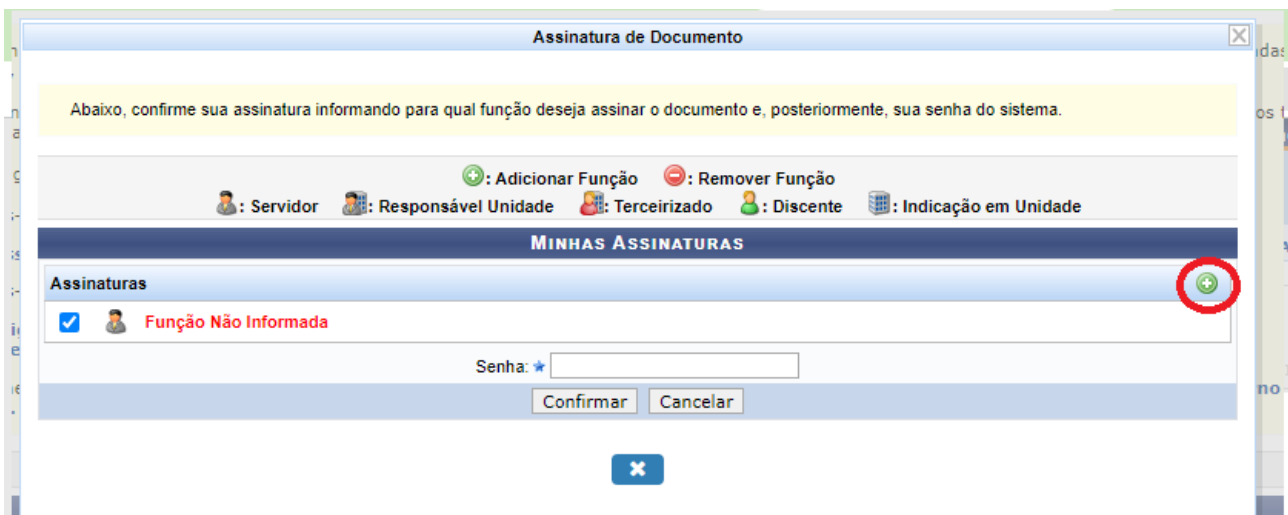 Assinatura de Documento
Abaixo, confirme sua assinatura informando para qual função deseja assinar o documento e, posteriormente, sua senha do sistema.
: Adicionar Função : Remover Função
: Servidor : Responsável Unidade : Terceirizado : Discente : Indicação em Unidade
MINHAS ASSINATURAS
Assinaturas
Função Não Informada
Senha:
Confirmar Cancelar